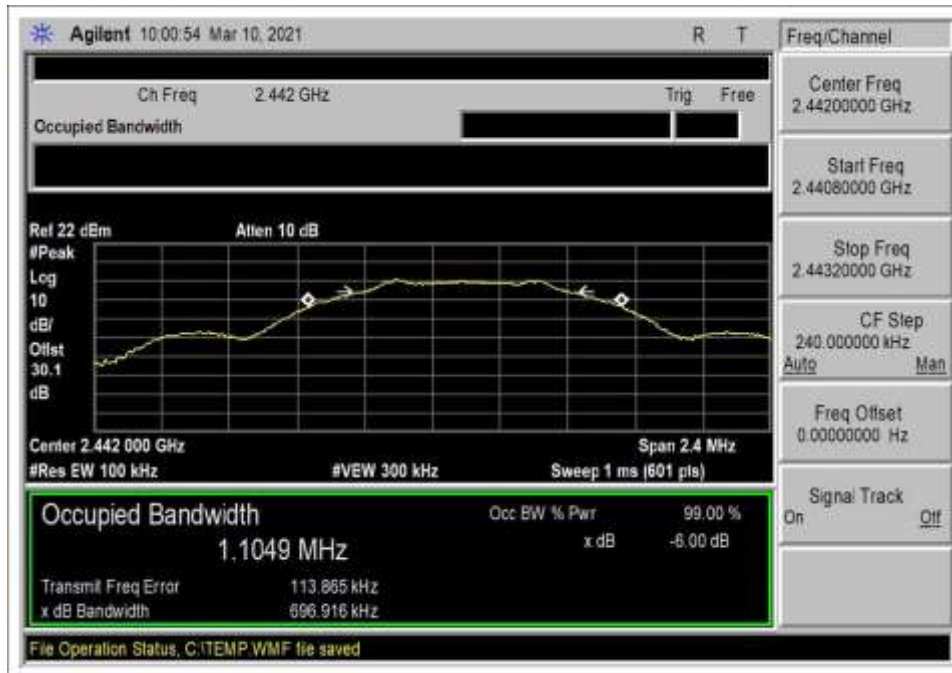 Agilent 10:00:54 Mar 10, 2021 R T
Freq/Channel
Ch Freq 2.442 GHz Trig Free
Occupied Bandwidth
Center Freq
2.44200000 GHz
Start Freq
2.44080000 GHz
Stop Freq
2.44320000 GHz
CF Step
240.000000 kHz
Auto Man
Freq Offset
0.00000000 Hz
Signal Track
On Off
Ref 22 dBm Atten 10 dB
#Peak
Log
10
dB/
Offst
30.1
dB
Center 2.442 000 GHz Span 2.4 MHz
#Res BW 100 kHz #VBW 300 kHz Sweep 1 ms (601 pts)
Occupied Bandwidth Occ BW % Pwr 99.00 %
1.1049 MHz x dB -6.00 dB
Transmit Freq Error 113.865 kHz
x dB Bandwidth 696.916 kHz
File Operation Status, C:\TEMP.WMF file saved